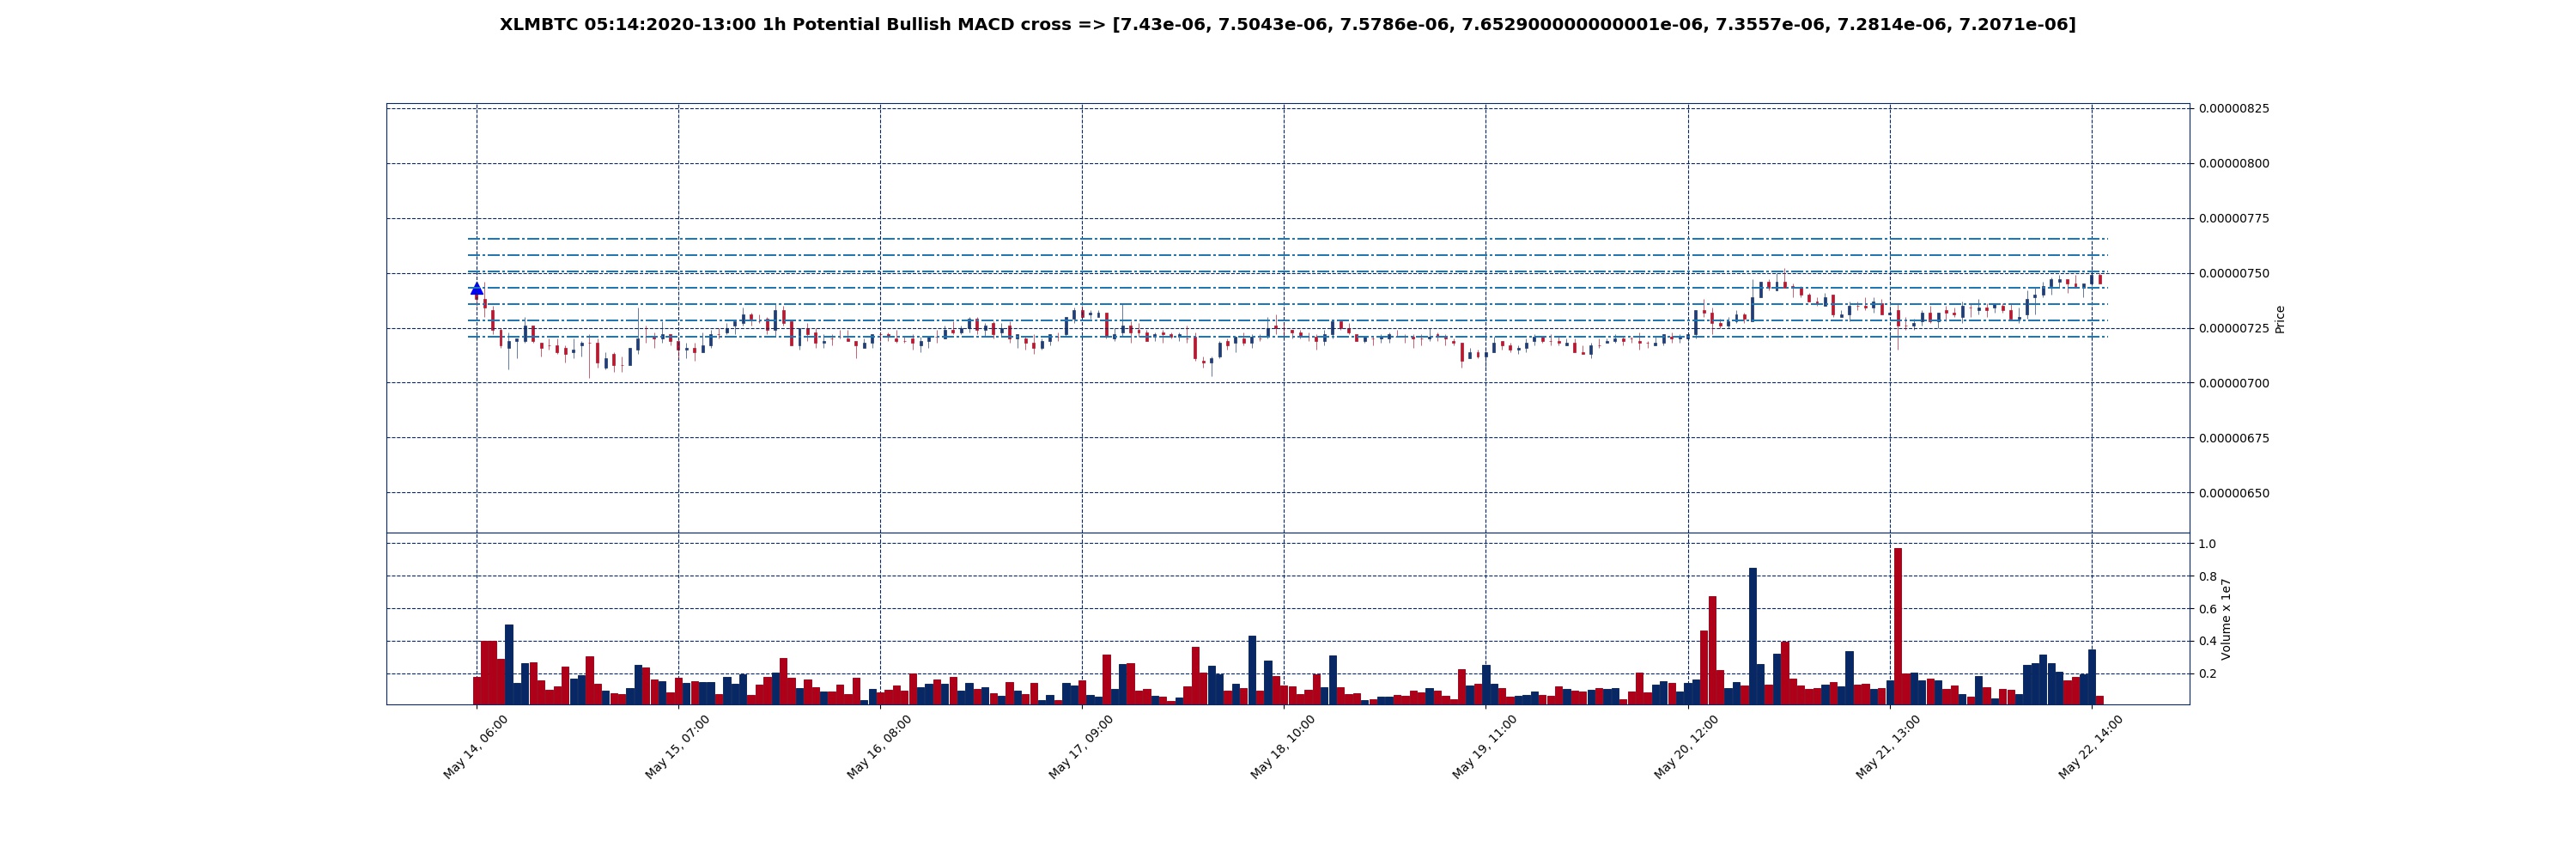 XLMBTC 05:14:2020-13:00 1h Potential Bullish MACD cross => [7.43e-06, 7.5043e-06, 7.5786e-06, 7.652900000000001e-06, 7.3557e-06, 7.2814e-06, 7.2071e-06]
0.00000825
0.00000800
0.00000775
0.00000750
0.00000725
0.00000700
0.00000675
0.00000650
Price
1.0
0.8
0.6
0.4
0.2
Volume x 1e7
May 14, 06:00
May 15, 07:00
May 16, 08:00
May 17, 09:00
May 18, 10:00
May 19, 11:00
May 20, 12:00
May 21, 13:00
May 22, 14:00